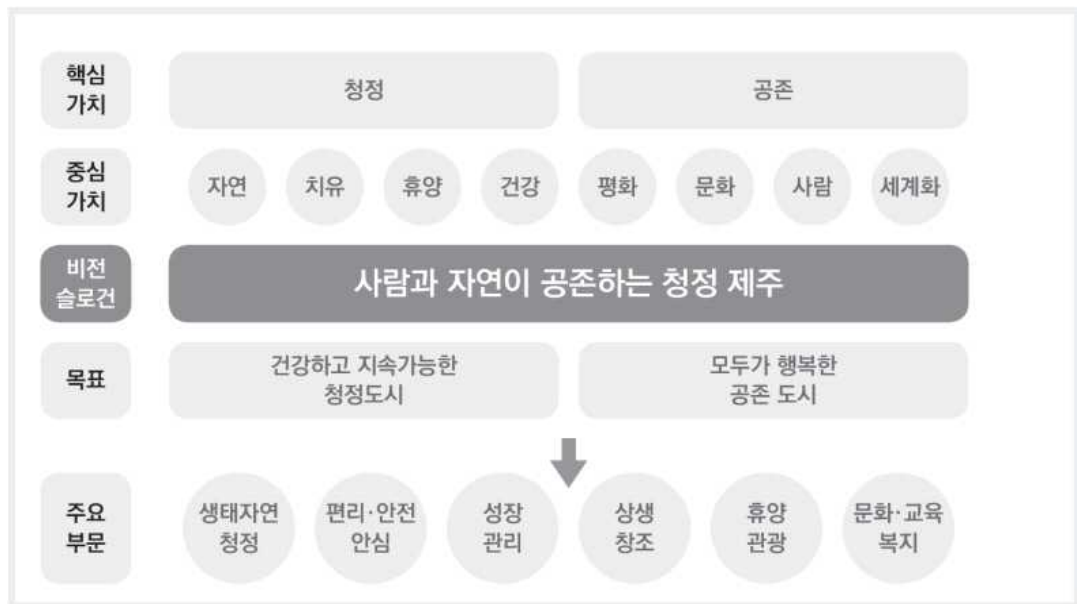 핵심
가치
청정
공존
중심
가치
자연
치유
휴양
건강
평화
문화
사람
세계화
비전
슬로건
사람과 자연이 공존하는 청정 제주
목표
건강하고 지속가능한
청정도시
모두가 행복한
공존 도시
주요
부문
생태자연
청정
편리·안전
안심
성장
관리
상생
창조
휴양
관광
문화·교육
복지